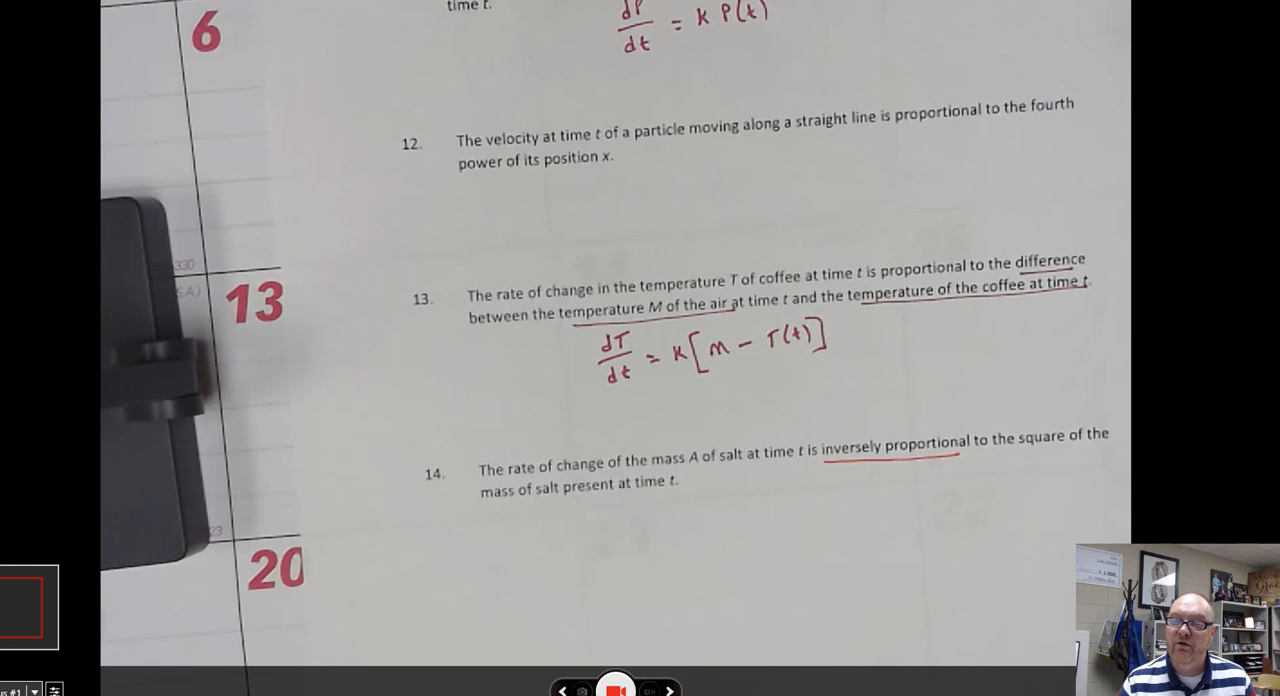 6
time t.
dP
dt
= K P(t)
12. The velocity at time t of a particle moving along a straight line is proportional to the fourth
power of its position x.
330
S.A)
13
13. The rate of change in the temperature T of coffee at time t is proportional to the difference
between the temperature M of the air at time t and the temperature of the coffee at time t.
dT
dt
= K[M - T(t)]
14. The rate of change of the mass A of salt at time t is inversely proportional to the square of the
mass of salt present at time t.
23
20
us #1